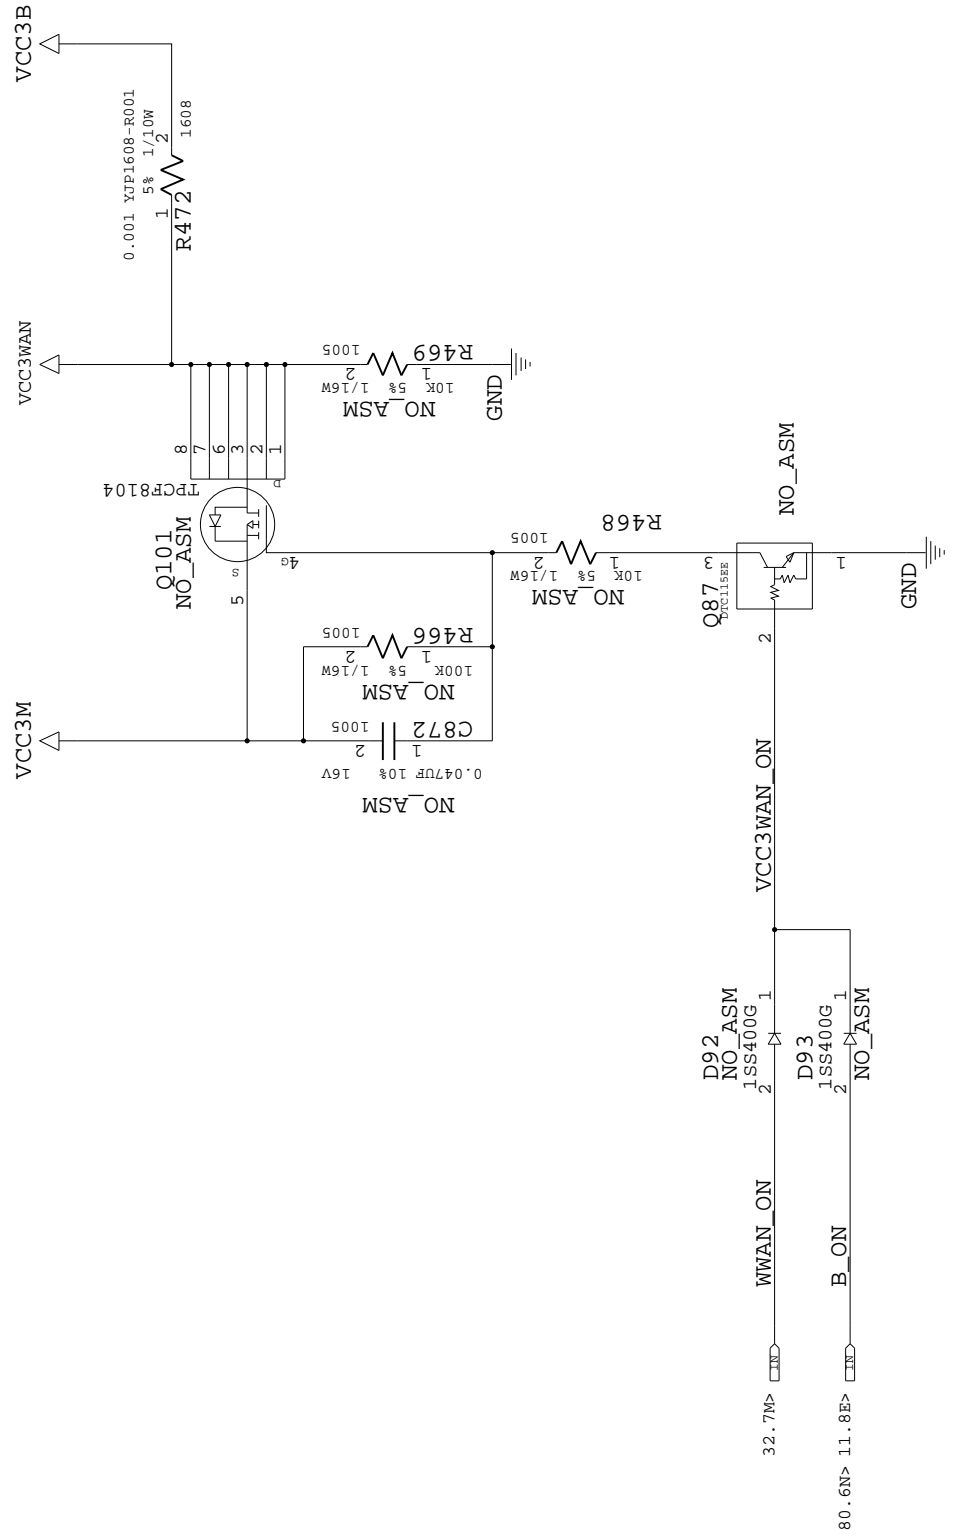 VCC3B
0.001 YJP1608-R001
5% 1/10W
1608
2
1
R472
VCC3WAN
1005
2
R469
1
10K 5% 1/16W
NO_ASM
GND
8
7
6
3
2
1
D
TPCF8104
Q101
NO_ASM
S
4
G
5
1005
2
R468
1
10K 5% 1/16W
NO_ASM
NO_ASM
3
Q87
DTC115EE
1
2
GND
1005
2
R466
1
100K 5% 1/16W
NO_ASM
VCC3M
1005
2
C872
1
0.047UF 10% 16V
NO_ASM
VCC3WAN_ON
D92
NO_ASM
1SS400G
1
2
D93
1SS400G
1
2
NO_ASM
WWAN_ON
B_ON
IN
IN
32.7M>
80.6N> 11.8E>